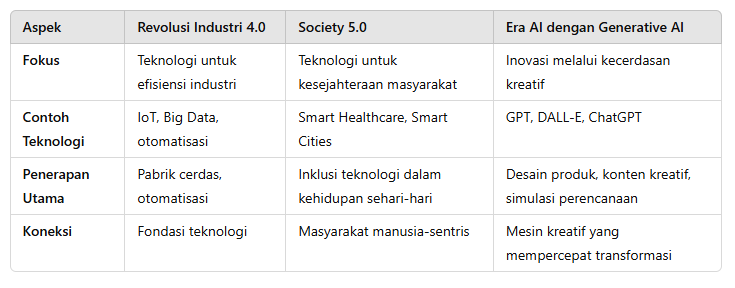 Aspek Revolusi Industri 4.0 Society 5.0 Era AI dengan Generative AI
Fokus Teknologi untuk Teknologi untuk Inovasi melalui kecerdasan
efisiensi industri kesejahteraan masyarakat kreatif
Contoh IoT, Big Data, Smart Healthcare, Smart GPT, DALL-E, ChatGPT
Teknologi otomatisasi Cities
Penerapan Pabrik cerdas, Inklusi teknologi dalam Desain produk, konten kreatif,
Utama otomatisasi kehidupan sehari-hari simulasi perencanaan
Koneksi Fondasi teknologi Masyarakat manusia-sentris Mesin kreatif yang
mempercepat transformasi